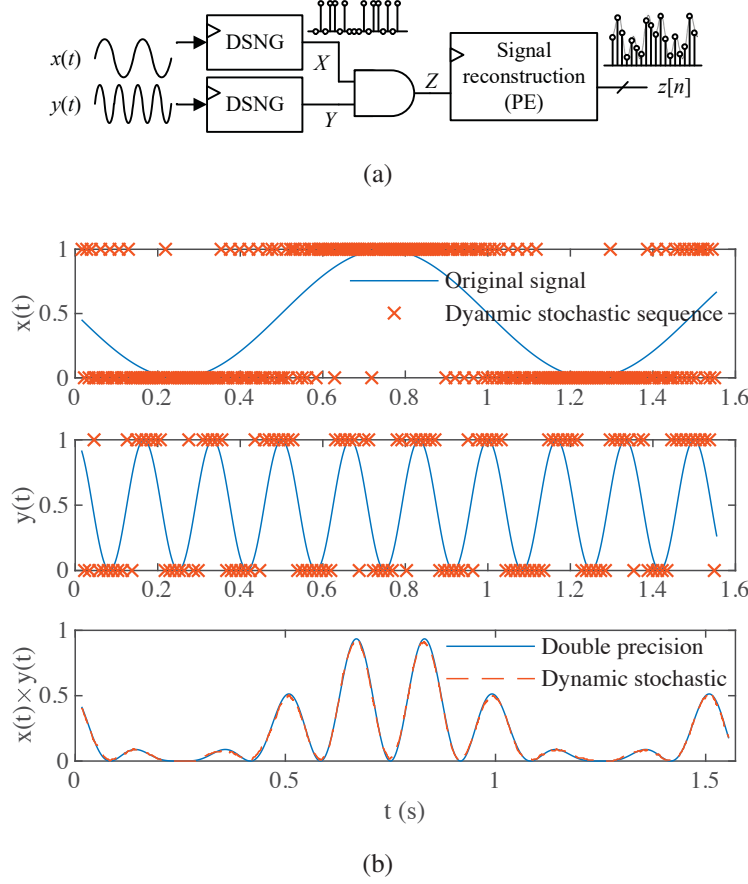 x(t)
DSNG
X
y(t)
DSNG
Y
Z
Signal
reconstruction
(PE)
z[n]
(a)
1
0.5
0
x(t)
Original signal
Dyanmic stochastic sequence
0 0.2 0.4 0.6 0.8 1 1.2 1.4 1.6
1
0.5
0
y(t)
0 0.2 0.4 0.6 0.8 1 1.2 1.4 1.6
1
0.5
0
x(t)×y(t)
Double precision
Dynamic stochastic
0 0.5 1 1.5
t (s)
(b)